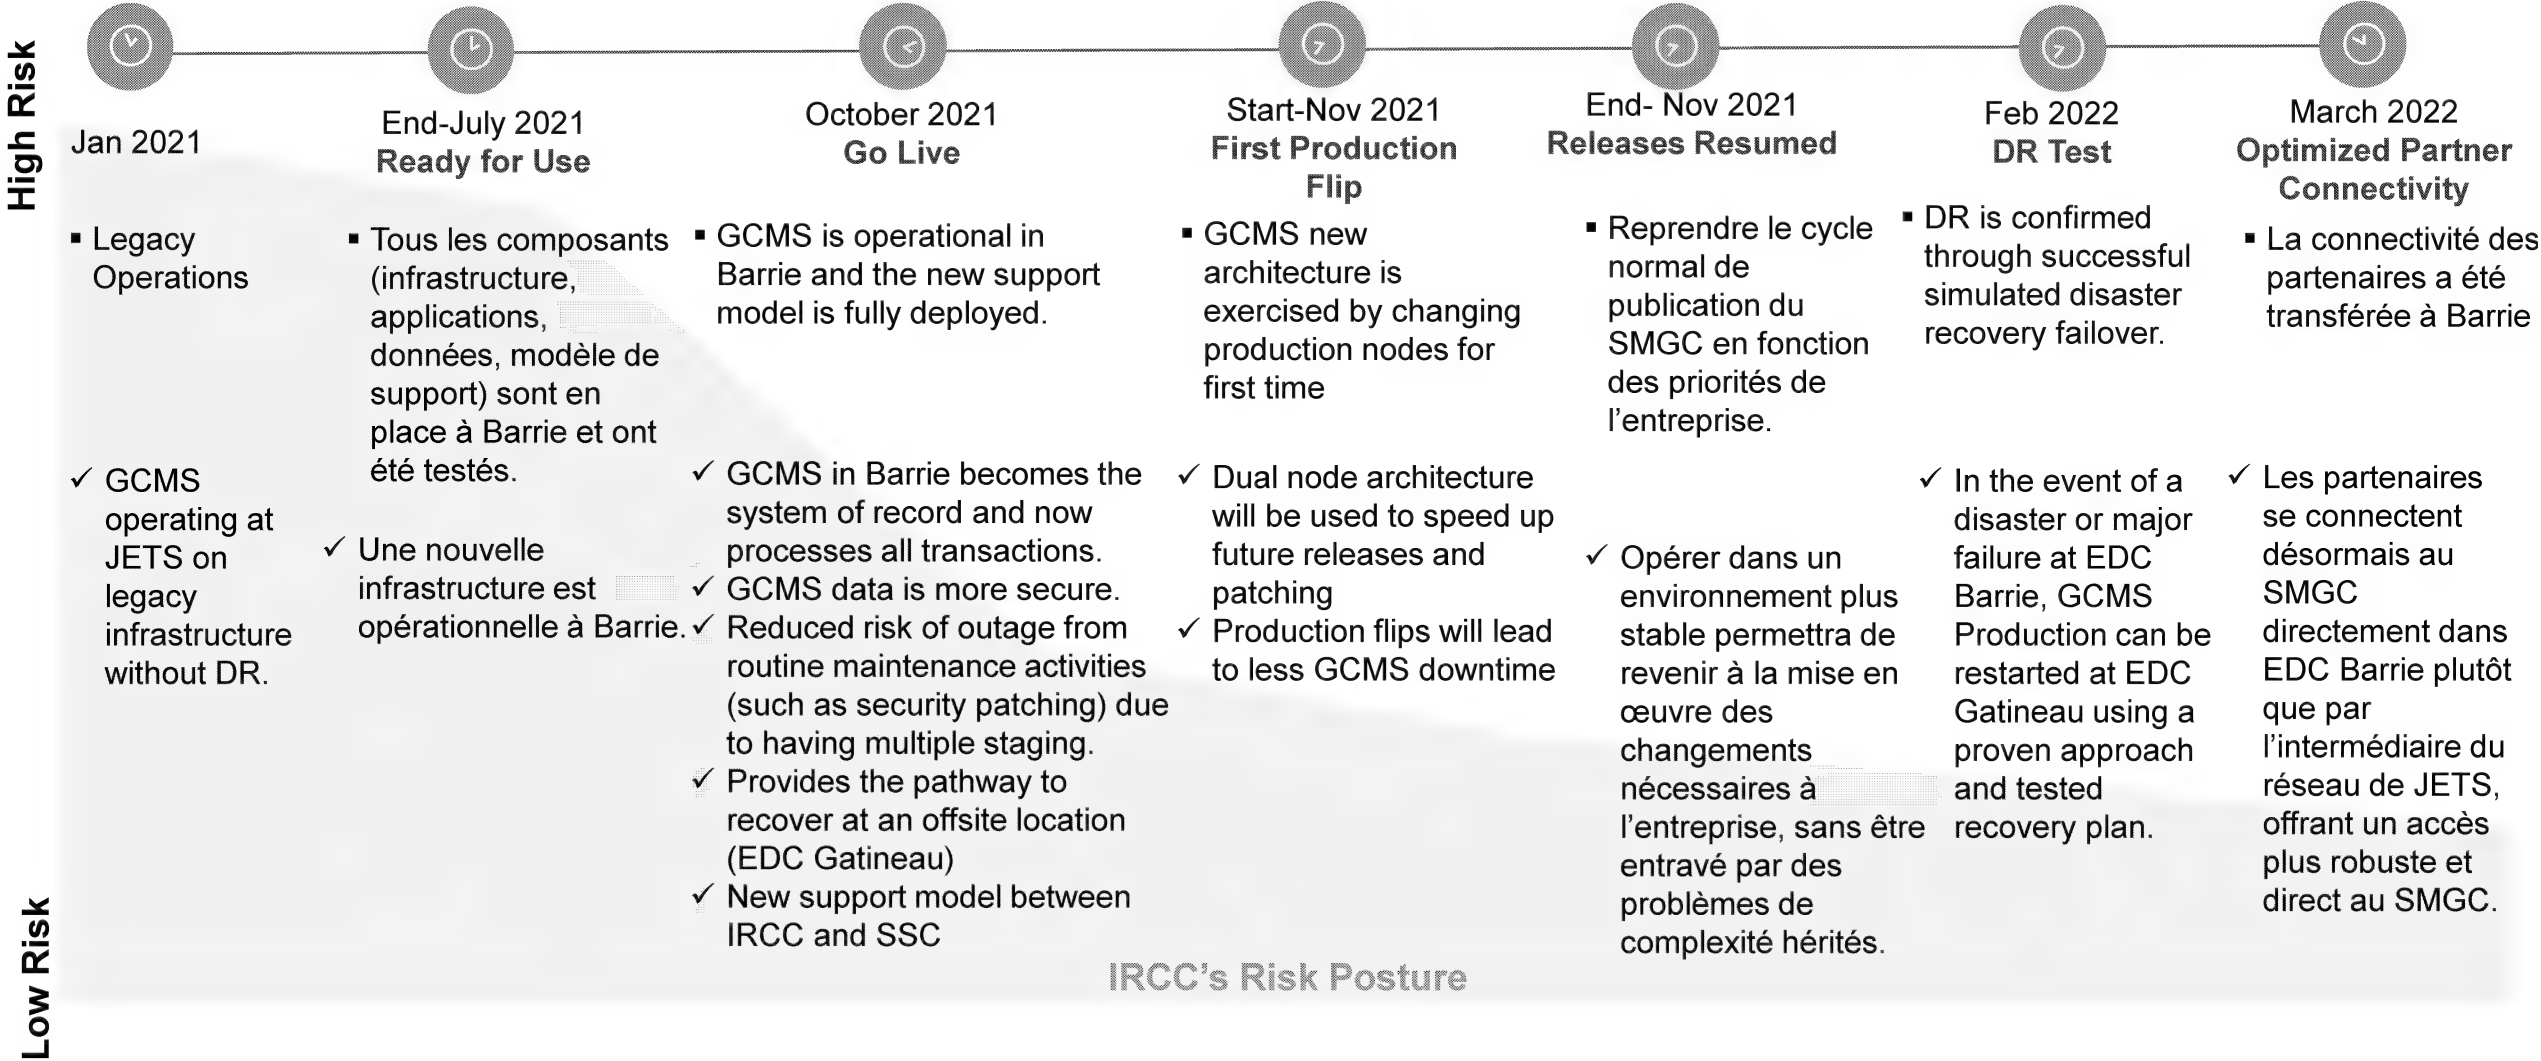 High Risk
Low Risk
Jan 2021
▪ Legacy
Operations
✓ GCMS
operating at
JETS on
legacy
infrastructure
without DR.
End-July 2021
Ready for Use
▪ Tous les composants
(infrastructure,
applications,
données, modèle de
support) sont en
place à Barrie et ont
été testés.
✓ Une nouvelle
infrastructure est
opérationnelle à Barrie.
October 2021
Go Live
▪ GCMS is operational in
Barrie and the new support
model is fully deployed.
✓ GCMS in Barrie becomes the
system of record and now
processes all transactions.
✓ GCMS data is more secure.
✓ Reduced risk of outage from
routine maintenance activities
(such as security patching) due
to having multiple staging.
✓ Provides the pathway to
recover at an offsite location
(EDC Gatineau)
✓ New support model between
IRCC and SSC
Start-Nov 2021
First Production
Flip
▪ GCMS new
architecture is
exercised by changing
production nodes for
first time
✓ Dual node architecture
will be used to speed up
future releases and
patching
✓ Production flips will lead
to less GCMS downtime
End- Nov 2021
Releases Resumed
▪ Reprendre le cycle
normal de
publication du
SMGC en fonction
des priorités de
l’entreprise.
✓ Opérer dans un
environnement plus
stable permettra de
revenir à la mise en
œuvre des
changements
nécessaires à
l’entreprise, sans être
entravé par des
problèmes de
complexité hérités.
Feb 2022
DR Test
▪ DR is confirmed
through successful
simulated disaster
recovery failover.
✓ In the event of a
disaster or major
failure at EDC
Barrie, GCMS
Production can be
restarted at EDC
Gatineau using a
proven approach
and tested
recovery plan.
March 2022
Optimized Partner
Connectivity
▪ La connectivité des
partenaires a été
transférée à Barrie
✓ Les partenaires
se connectent
désormais au
SMGC
directement dans
EDC Barrie plutôt
que par
l’intermédiaire du
réseau de JETS,
offrant un accès
plus robuste et
direct au SMGC.
IRCC’s Risk Posture